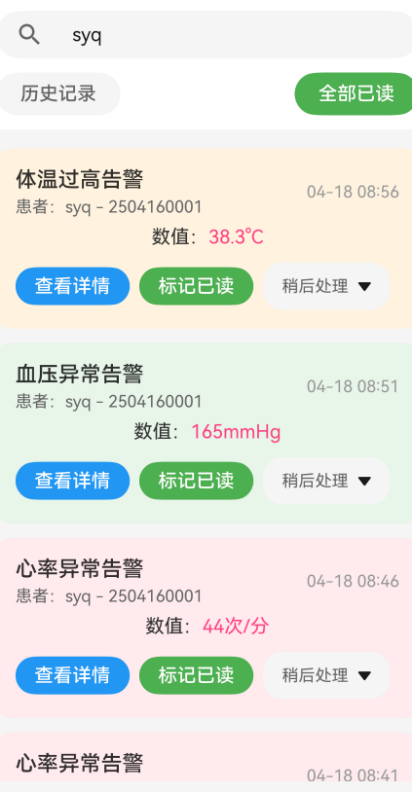 syq
历史记录
全部已读
体温过高告警
04-18 08:56
患者：syq - 2504160001
数值：38.3℃
查看详情
标记已读
稍后处理
血压异常告警
04-18 08:51
患者：syq - 2504160001
数值：165mmHg
查看详情
标记已读
稍后处理
心率异常告警
04-18 08:46
患者：syq - 2504160001
数值：44次/分
查看详情
标记已读
稍后处理
心率异常告警
04-18 08:41